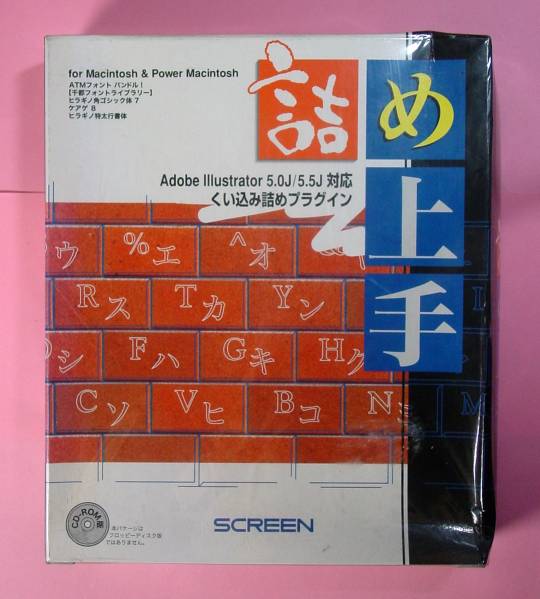 for Macintosh & Power Macintosh
ATMフォント バンドル！
【千都フォントライブラリー】
ヒラギノ角ゴシック体 7
ケアゲ 8
ヒラギノ特太行書体
詰め上手
Adobe Illustrator 5.0J/5.5J 対応
くい込み詰めプラグイン
ウ %エ ^オ
Rス Tカ Yン
シ Fハ Gキ Hク
Cソ Vヒ Bコ N M
CD-ROM版
本パッケージは
フロッピーディスク版
ではありません。
SCREEN